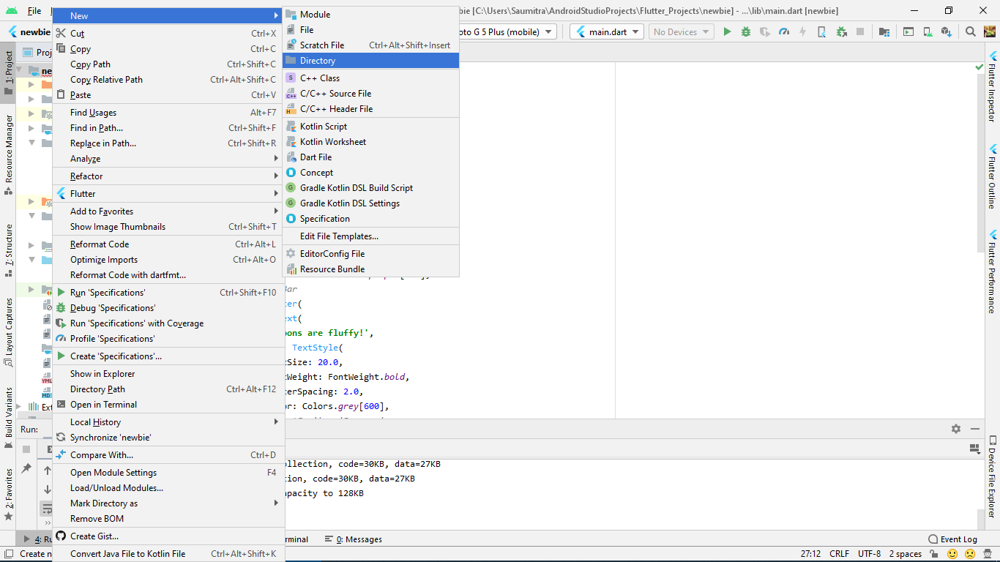 File
bie [C:\Users\Saumitra\AndroidStudioProjects\Flutter_Projects\newbie] - ...\lib\main.dart [newbie]
newbie
oto G 5 Plus (mobile)
main.dart
No Devices
1: Project
Resource Manager
7: Structure
Layout Captures
Build Variants
2: Favorites
Proj
ne
Ext
New
Cut Ctrl+X
Copy Ctrl+C
Copy Path Ctrl+Shift+C
Copy Relative Path Ctrl+Alt+Shift+C
Paste Ctrl+V
Find Usages Alt+F7
Find in Path... Ctrl+Shift+F
Replace in Path... Ctrl+Shift+R
Analyze
Refactor
Flutter
Add to Favorites
Show Image Thumbnails Ctrl+Shift+T
Reformat Code Ctrl+Alt+L
Optimize Imports Ctrl+Alt+O
Reformat Code with dartfmt...
Run 'Specifications' Ctrl+Shift+F10
Debug 'Specifications'
Run 'Specifications' with Coverage
Profile 'Specifications'
Create 'Specifications'...
Show in Explorer
Directory Path Ctrl+Alt+F12
Open in Terminal
Local History
Synchronize 'newbie'
Compare With... Ctrl+D
Open Module Settings F4
Load/Unload Modules...
Mark Directory as
Remove BOM
Create Gist...
Convert Java File to Kotlin File Ctrl+Alt+Shift+K
Module
File
Scratch File Ctrl+Alt+Shift+Insert
Directory
C++ Class
C/C++ Source File
C/C++ Header File
Kotlin Script
Kotlin Worksheet
Dart File
Concept
Gradle Kotlin DSL Build Script
Gradle Kotlin DSL Settings
Specification
Edit File Templates...
EditorConfig File
Resource Bundle
Bar
ter(
ext(
oons are fluffy!',
TextStyle(
tSize: 20.0,
tWeight: FontWeight.bold,
terSpacing: 2.0,
or: Colors.grey[600],
Flutter Inspector
Flutter Outline
Flutter Performance
Device File Explorer
Run:
ollection, code=30KB, data=27KB
tion, code=30KB, data=27KB
apacity to 128KB
4: Ru
rminal
0: Messages
Event Log
Create n
27:12 CRLF UTF-8 2 spaces